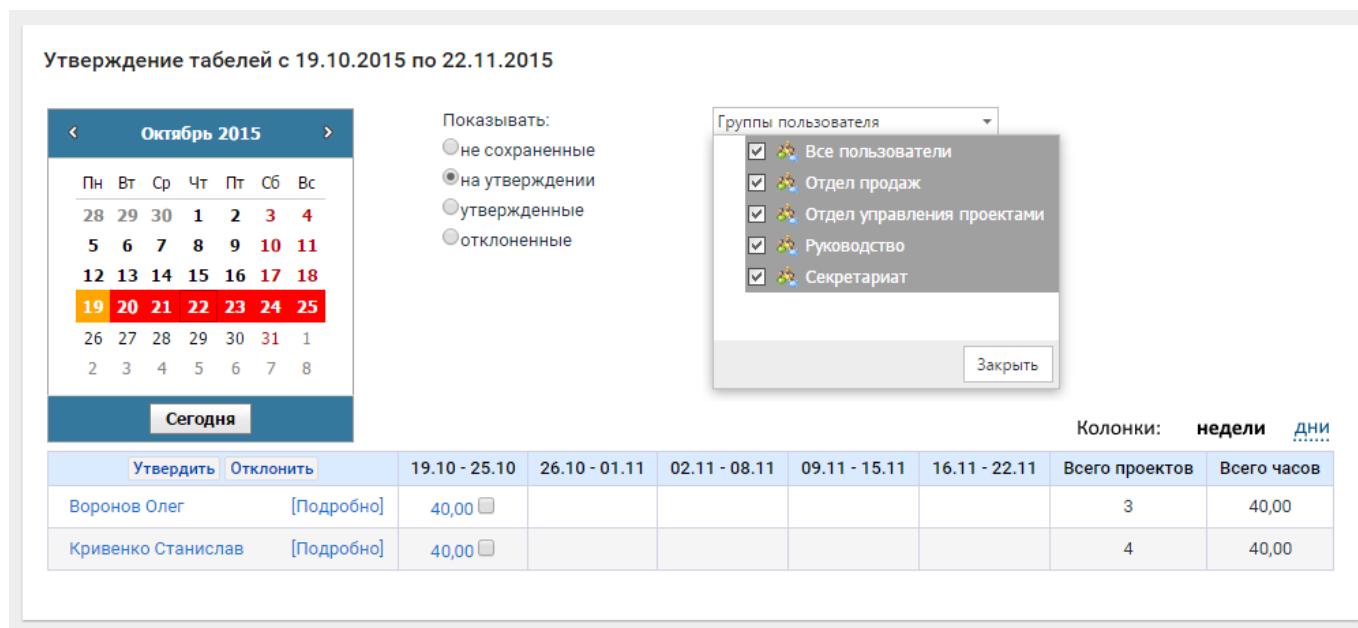 Утверждение табелей с 19.10.2015 по 22.11.2015
Октябрь 2015
Пн Вт Ср Чт Пт Сб Вс
28 29 30 1 2 3 4
5 6 7 8 9 10 11
12 13 14 15 16 17 18
19 20 21 22 23 24 25
26 27 28 29 30 31 1
2 3 4 5 6 7 8
Сегодня
Показывать:
не сохраненные
на утверждении
утвержденные
отклоненные
Группы пользователя
Все пользователи
Отдел продаж
Отдел управления проектами
Руководство
Секретариат
Закрыть
Колонки: недели дни
Утвердить Отклонить 19.10 - 25.10 26.10 - 01.11 02.11 - 08.11 09.11 - 15.11 16.11 - 22.11 Всего проектов Всего часов
Воронов Олег [Подробно] 40,00 3 40,00
Кривенко Станислав [Подробно] 40,00 4 40,00